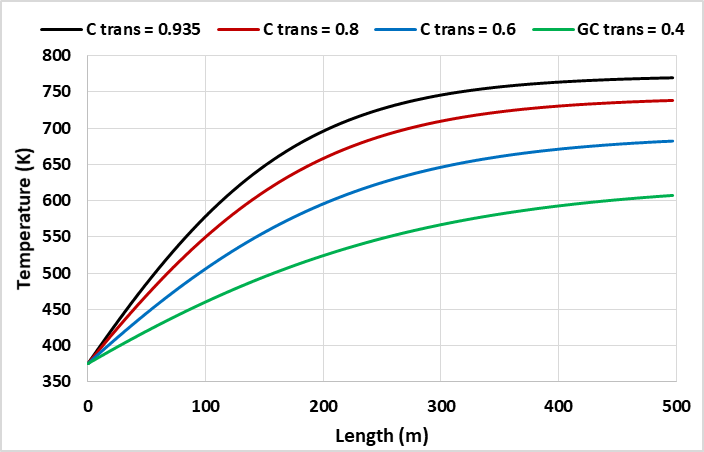 C trans = 0.935 C trans = 0.8 C trans = 0.6 GC trans = 0.4
800
750
700
650
600
550
500
450
400
350
Temperature (K)
0 100 200 300 400 500
Length (m)